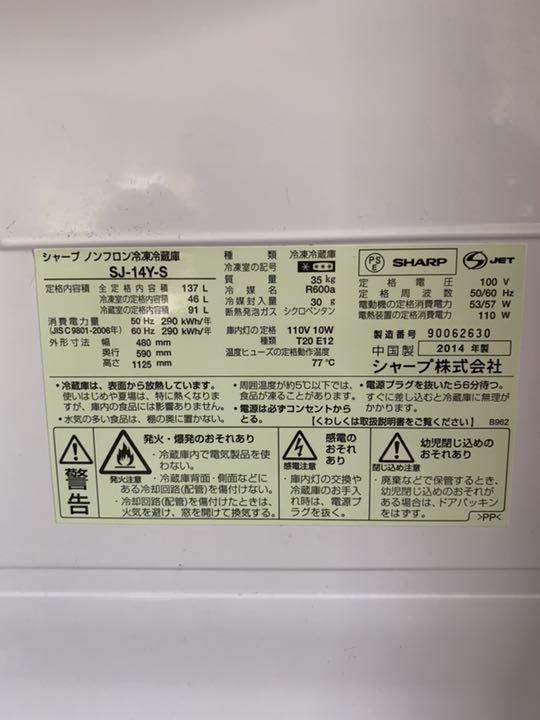 シャープ ノンフロン冷凍冷蔵庫
SJ-14Y-S
定格内容積 全定格内容積 137 L
冷凍室の定格内容積 46 L
冷蔵室の定格内容積 91 L
消費電力量 50 Hz 290 kWh/年
(JIS C 9801-2006年) 60 Hz 290 kWh/年
外形寸法 幅 480 mm
奥行 590 mm
高さ 1125 mm
種類 冷凍冷蔵庫
冷凍室の記号
質量 35 kg
冷媒 R600a
冷媒封入量 30 g
断熱発泡ガス シクロペンタン
庫内灯の定格 110V 10W
種類 T20 E12
温度ヒューズの定格動作温度
77 ℃
PSE SHARP JET
定格電圧 100 V
定格周波数 50/60 Hz
電動機の定格消費電力 53/57 W
電熱装置の定格消費電力 110 W
製造番号 90062630
中国製 2014 年製
シャープ株式会社
・冷蔵庫は、表面から放熱しています。
使いはじめや夏場は、特に熱くなりま
すが、庫内の食品には影響ありません。
・水気の多い食品は、棚の奥に置かない。
・周囲温度が約5℃以下では、
食品が凍ることがあります。
・電源は必ずコンセントから
とる。
・電源プラグを抜いたら6分待つ。
すぐに差し込むと冷蔵庫に無理が
かかります。
【くわしくは取扱説明書をご覧ください】 B962
警告
発火・爆発のおそれあり
発火注意
・冷蔵庫内で電気製品を使
わない。
・冷蔵庫背面・側面などに
ある冷却回路(配管)を傷付けない。
・冷却回路(配管)を傷付けたときは、
火気を避け、窓を開けて換気する。
感電の
おそれ
あり
感電注意
・庫内灯の交換や
冷蔵庫のお手入
れ時は、電源プ
ラグを抜く。
幼児閉じ込めの
おそれあり
閉じ込め注意
・廃棄などで保管するとき、
幼児閉じ込めのおそれが
ある場合は、ドアパッキン
をはずす。
>PP<